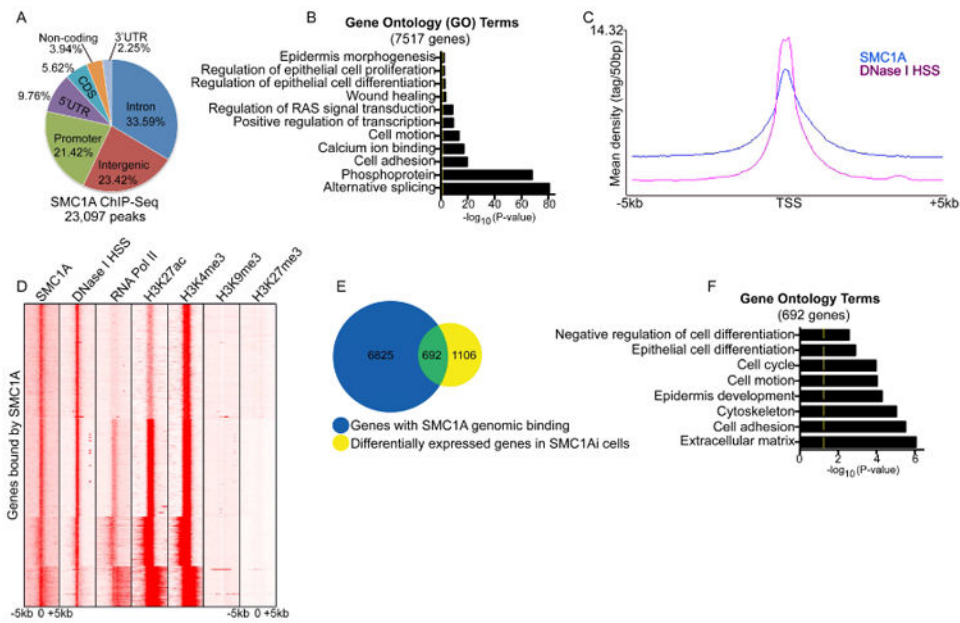 A
Non-coding
3.94%
3'UTR
2.25%
5.62%
CDS
9.76%
5'UTR
Intron
33.59%
Promoter
21.42%
Intergenic
23.42%
SMC1A ChIP-Seq
23,097 peaks
B
Gene Ontology (GO) Terms
(7517 genes)
Epidermis morphogenesis
Regulation of epithelial cell proliferation
Regulation of epithelial cell differentiation
Wound healing
Regulation of RAS signal transduction
Positive regulation of transcription
Cell motion
Calcium ion binding
Cell adhesion
Phosphoprotein
Alternative splicing
0 20 40 60 80
-log10(P-value)
C
14.32
SMC1A
DNase I HSS
Mean density (tag/50bp)
-5kb TSS +5kb
D
SMC1A
DNase I HSS
RNA Pol II
H3K27ac
H3K4me3
H3K9me3
H3K27me3
Genes bound by SMC1A
-5kb 0 +5kb
-5kb 0 +5kb
E
6825 692 1106
Genes with SMC1A genomic binding
Differentially expressed genes in SMC1Ai cells
F
Gene Ontology Terms
(692 genes)
Negative regulation of cell differentiation
Epithelial cell differentiation
Cell cycle
Cell motion
Epidermis development
Cytoskeleton
Cell adhesion
Extracellular matrix
0 2 4 6
-log10(P-value)